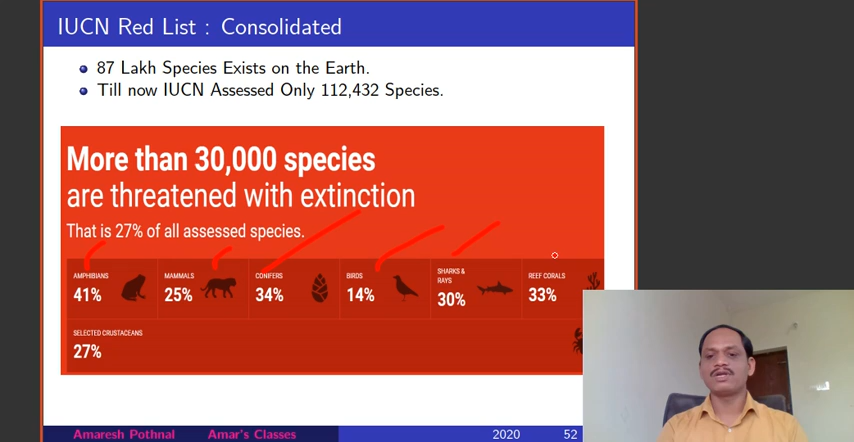 IUCN Red List : Consolidated
87 Lakh Species Exists on the Earth.
Till now IUCN Assessed Only 112,432 Species.
More than 30,000 species
are threatened with extinction
That is 27% of all assessed species.
AMPHIBIANS
41%
MAMMALS
25%
CONIFERS
34%
BIRDS
14%
SHARKS &
RAYS
30%
REEF CORALS
33%
SELECTED CRUSTACEANS
27%
Amaresh Pothnal Amar's Classes 2020 52